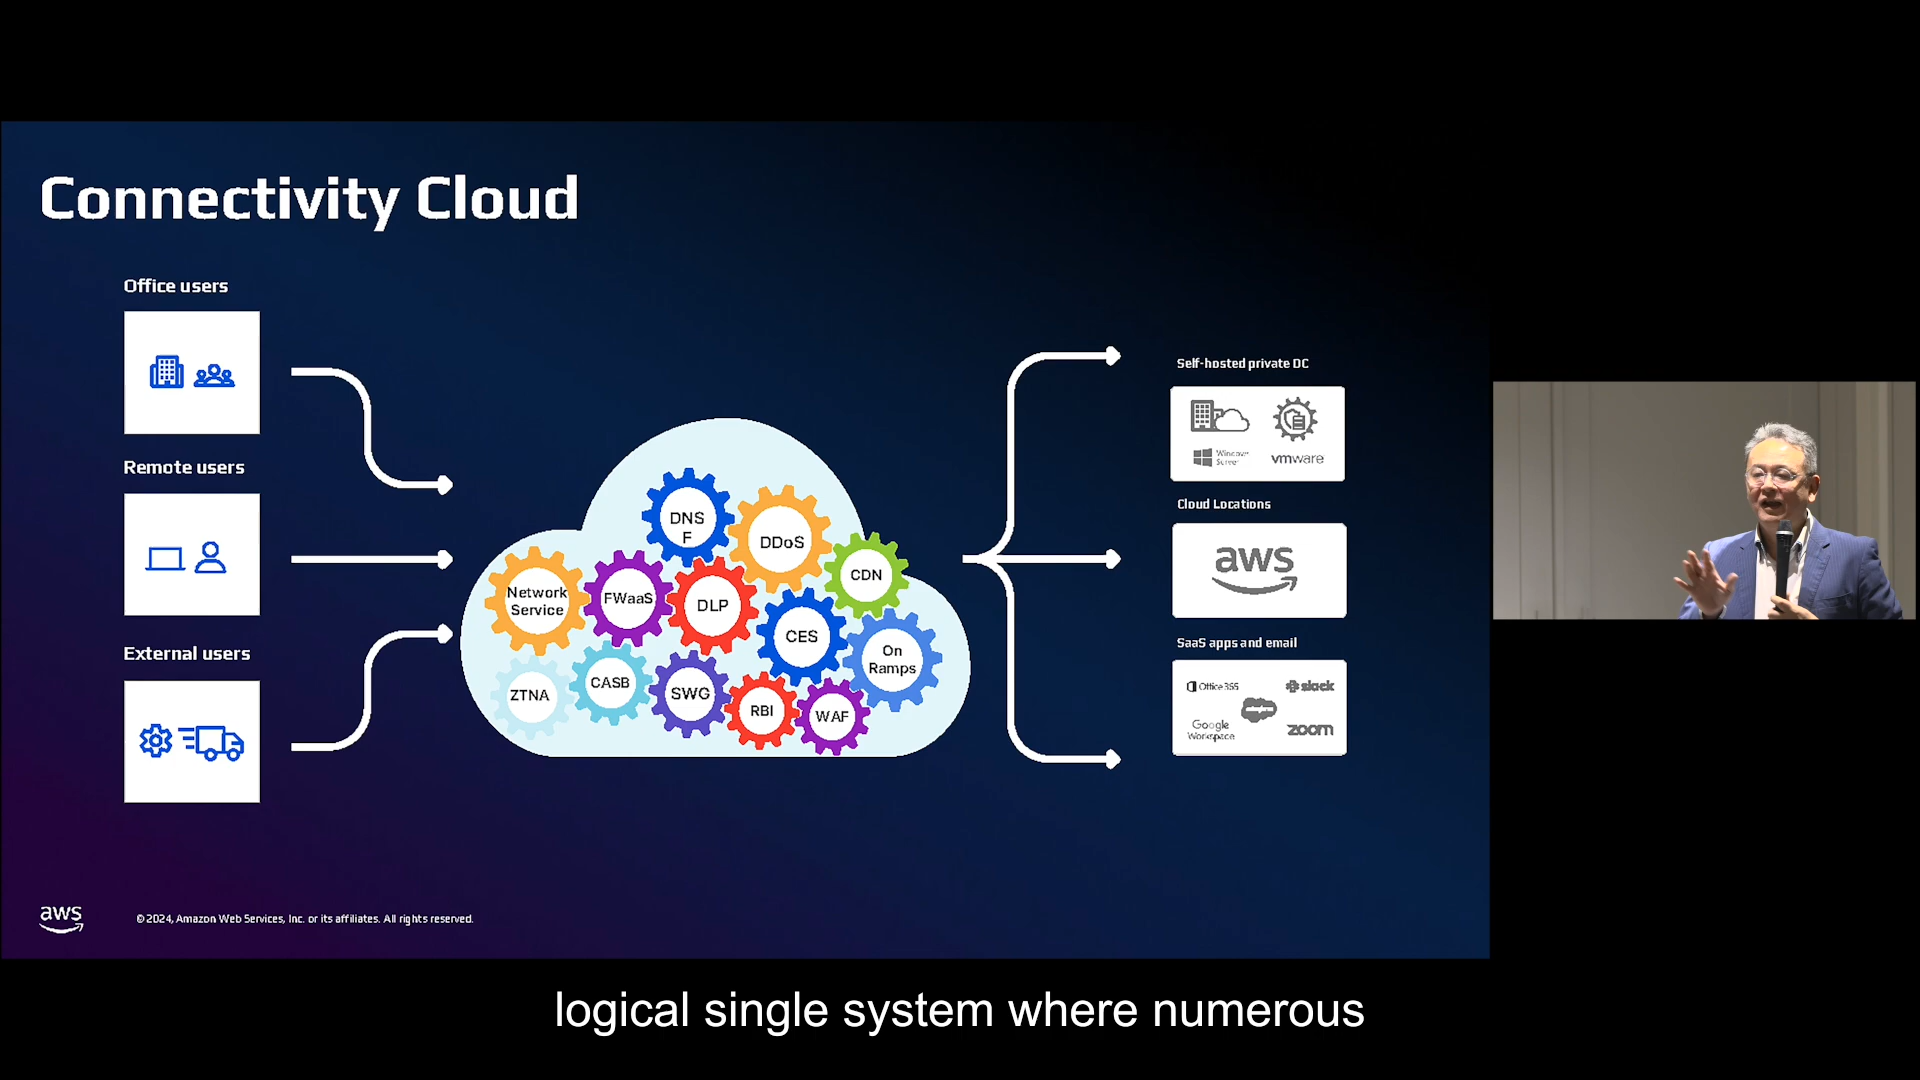 Connectivity Cloud
Office users
Remote users
External users
DNS
F
DDoS
CDN
Network
Service
FWaaS
DLP
CES
On
Ramps
ZTNA
CASB
SWG
RBI
WAF
Self-hosted private DC
Windows
Server
vmware
Cloud Locations
aws
SaaS apps and email
Office 365
slack
salesforce
Google
Workspace
zoom
aws
© 2024, Amazon Web Services, Inc. or its affiliates. All rights reserved.
logical single system where numerous